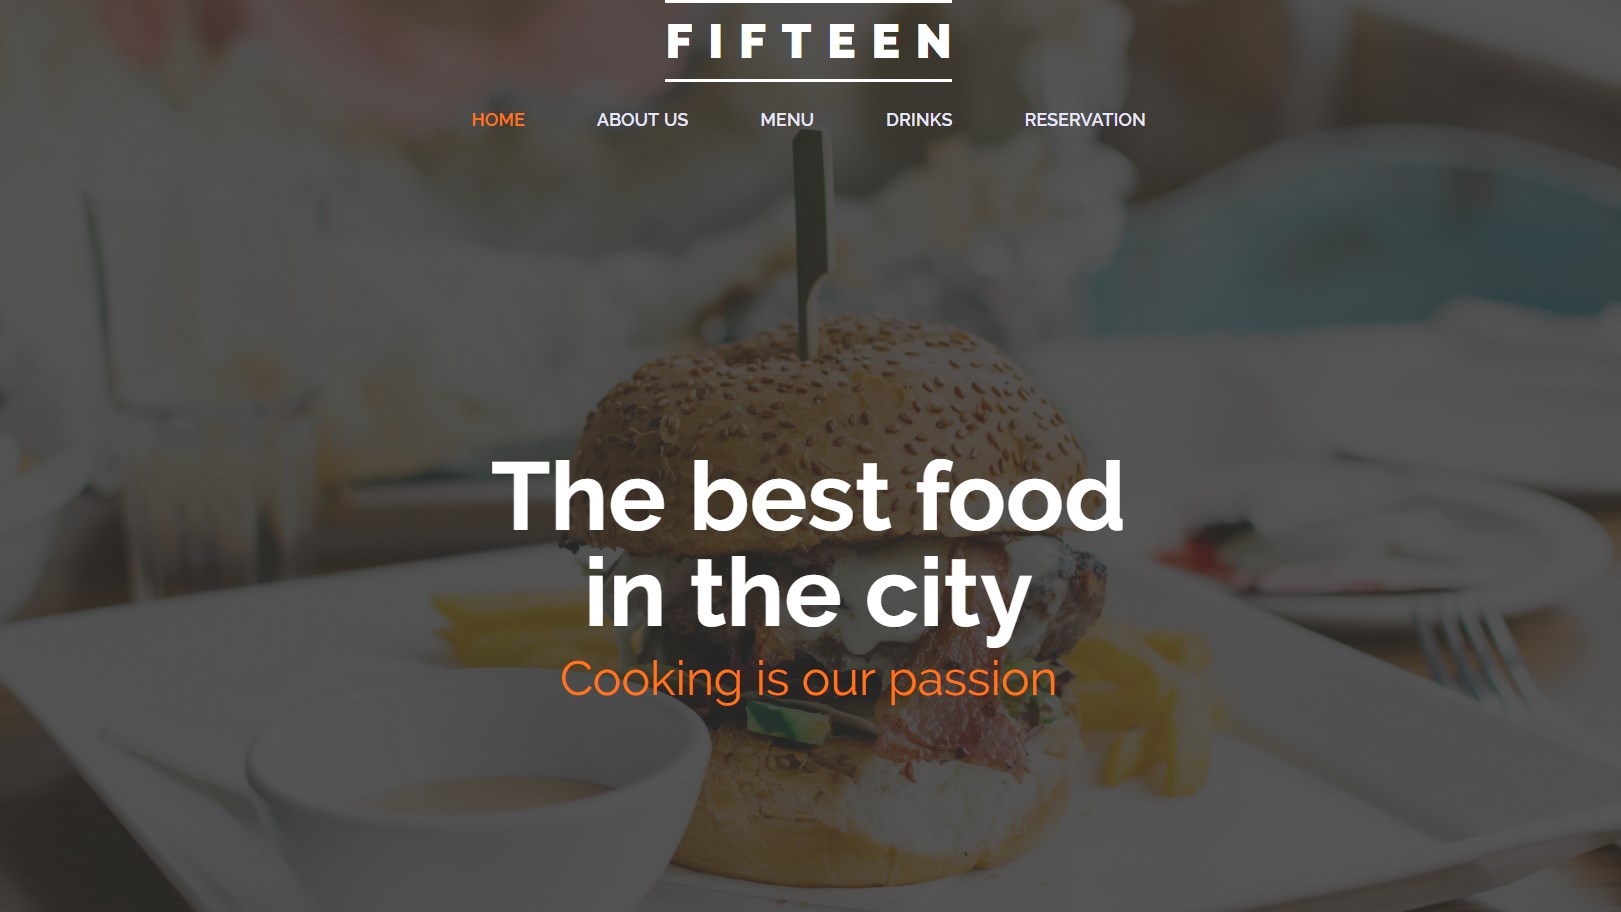 FIFTEEN
HOME ABOUT US MENU DRINKS RESERVATION
The best food
in the city
Cooking is our passion